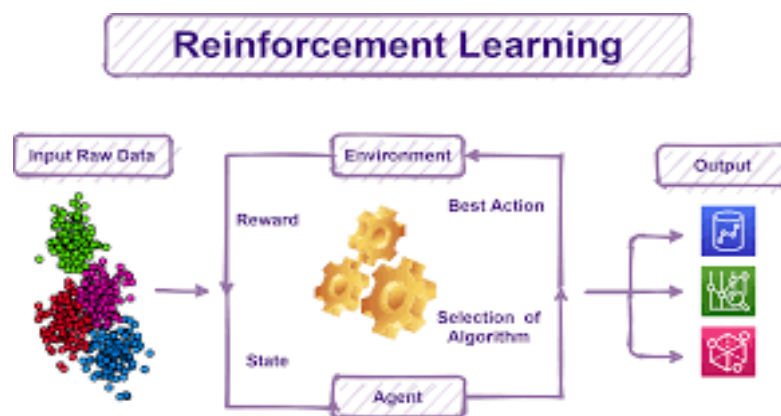 Reinforcement Learning
Input Raw Data
Environment
Output
Reward
Best Action
Selection of
Algorithm
State
Agent